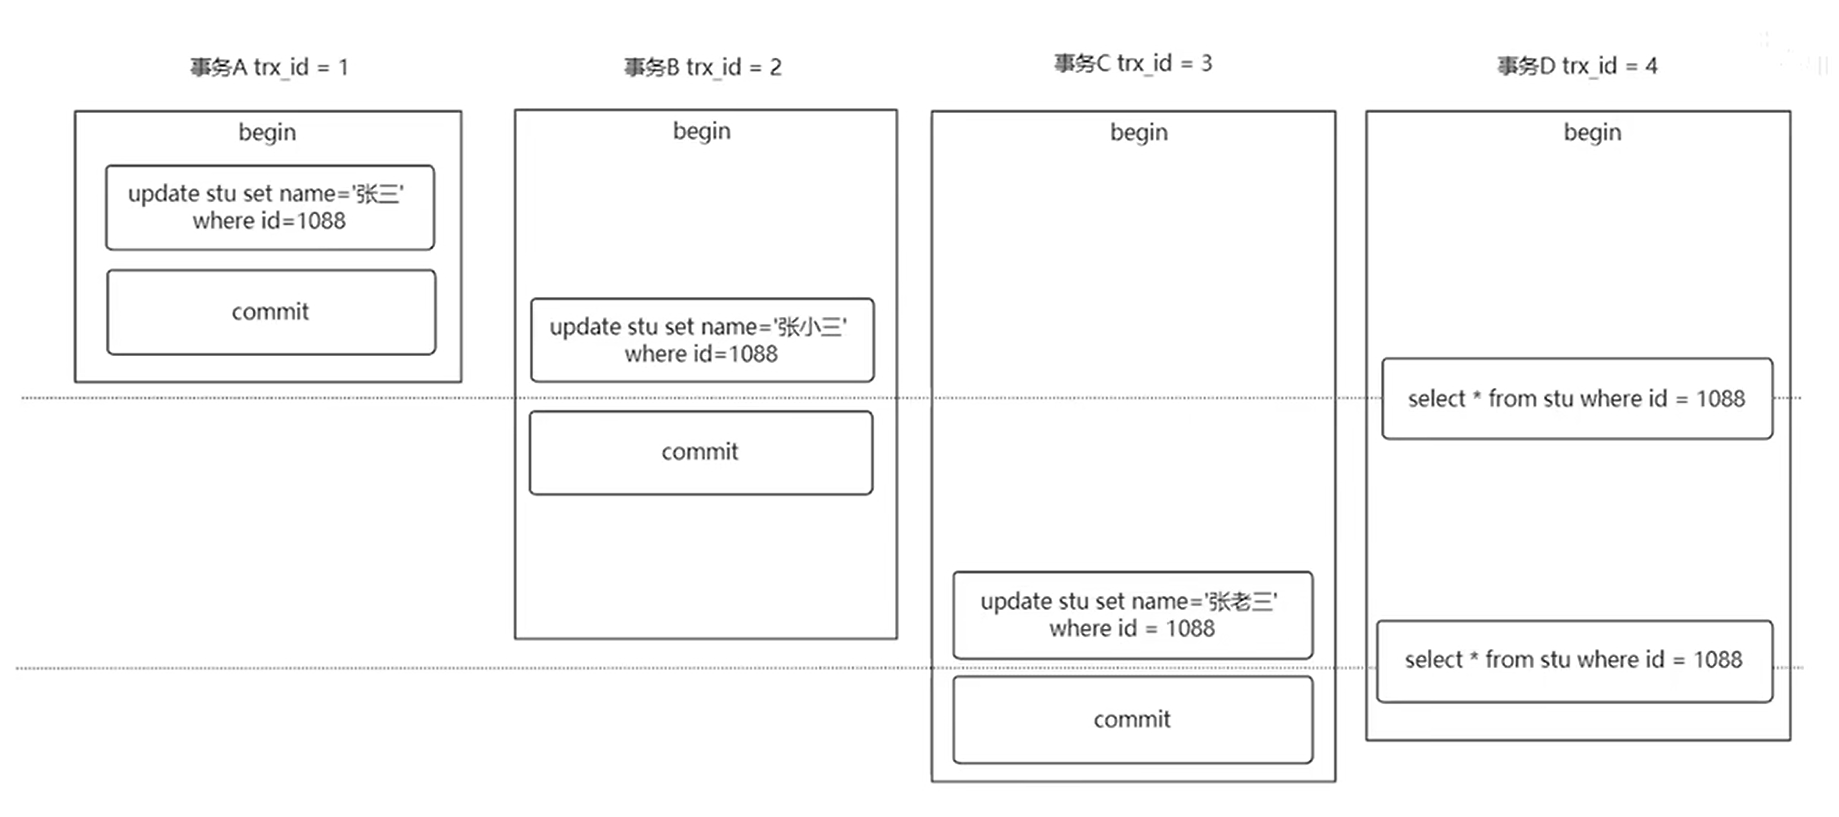 事务A trx_id = 1
begin
update stu set name='张三'
where id=1088
commit
事务B trx_id = 2
begin
update stu set name='张小三'
where id=1088
commit
事务C trx_id = 3
begin
update stu set name='张老三'
where id = 1088
commit
事务D trx_id = 4
begin
select * from stu where id = 1088
select * from stu where id = 1088